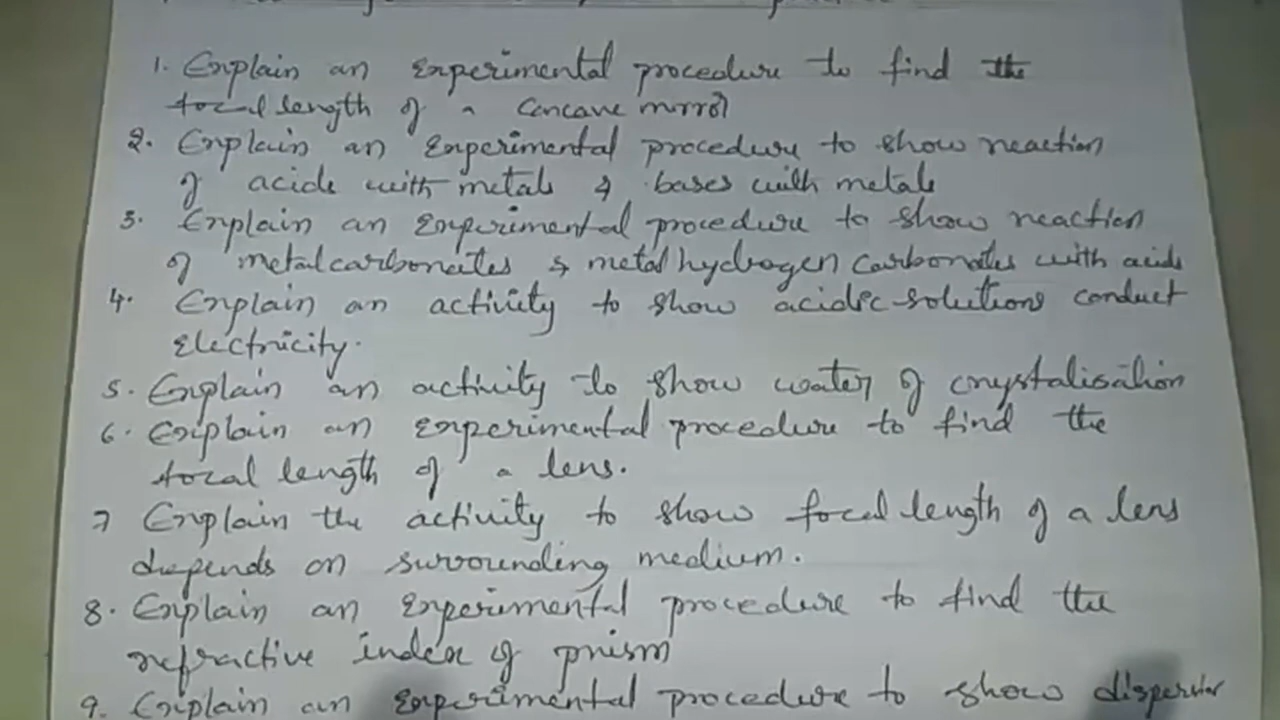 1. Explain an Experimental procedure to find the
focal length of a Concave mirror
2. Explain an Experimental procedure to show reaction
of acids with metals & bases with metals
3. Explain an Experimental procedure to show reaction
of metalcarbonates & metal hydrogen carbonates with acids
4. Explain an activity to show acidic solutions conduct
Electricity.
5. Explain an activity to show water of crystalisation
6. Explain an Experimental procedure to find the
focal length of a lens.
7 Explain the activity to show focal length of a lens
depends on surrounding medium.
8. Explain an Experimental procedure to find the
refractive index of prism
9. Explain an Experimental procedure to show